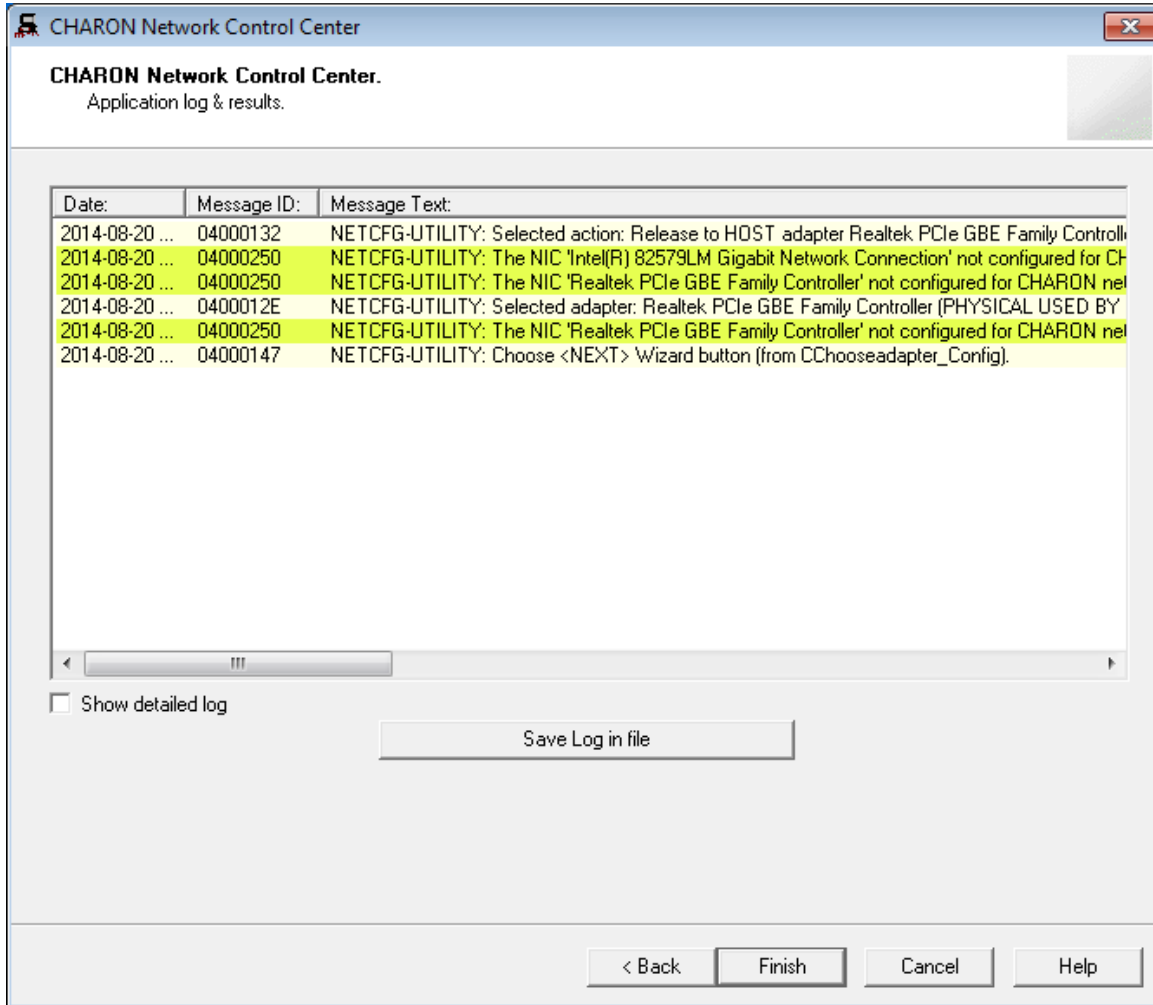 CHARON Network Control Center
CHARON Network Control Center.
Application log & results.
Date: Message ID: Message Text:
2014-08-20 ... 04000132 NETCFG-UTILITY: Selected action: Release to HOST adapter Realtek PCIe GBE Family Controlle
2014-08-20 ... 04000250 NETCFG-UTILITY: The NIC 'Intel(R) 82579LM Gigabit Network Connection' not configured for CH
2014-08-20 ... 04000250 NETCFG-UTILITY: The NIC 'Realtek PCIe GBE Family Controller' not configured for CHARON net
2014-08-20 ... 0400012E NETCFG-UTILITY: Selected adapter: Realtek PCIe GBE Family Controller (PHYSICAL USED BY
2014-08-20 ... 04000250 NETCFG-UTILITY: The NIC 'Realtek PCIe GBE Family Controller' not configured for CHARON net
2014-08-20 ... 04000147 NETCFG-UTILITY: Choose <NEXT> Wizard button (from CChooseadapter_Config).
Show detailed log
Save Log in file
< Back Finish Cancel Help